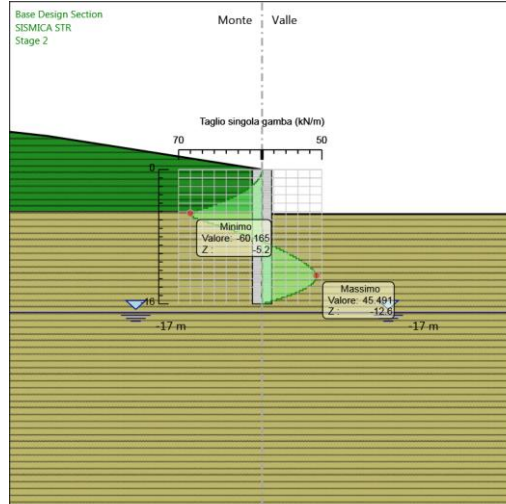 Base Design Section
SISMICA STR
Stage 2
Monte
Valle
Taglio singola gamba (kN/m)
70
50
0
Minimo
Valore: -60.165
Z : -5.2
Massimo
Valore: 45.491
Z : -12.6
-16
-17 m
-17 m